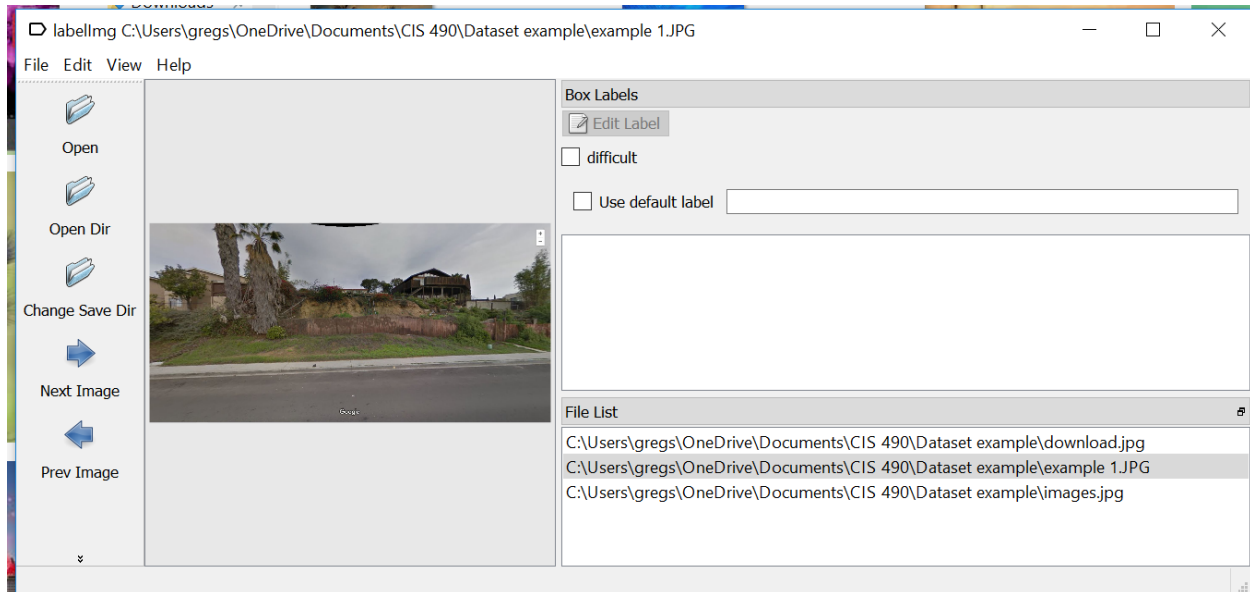 Downloads
labelImg C:\Users\gregs\OneDrive\Documents\CIS 490\Dataset example\example 1.JPG
File Edit View Help
Open
Open Dir
Change Save Dir
Next Image
Prev Image
Google
Box Labels
Edit Label
difficult
Use default label
File List
C:\Users\gregs\OneDrive\Documents\CIS 490\Dataset example\download.jpg
C:\Users\gregs\OneDrive\Documents\CIS 490\Dataset example\example 1.JPG
C:\Users\gregs\OneDrive\Documents\CIS 490\Dataset example\images.jpg